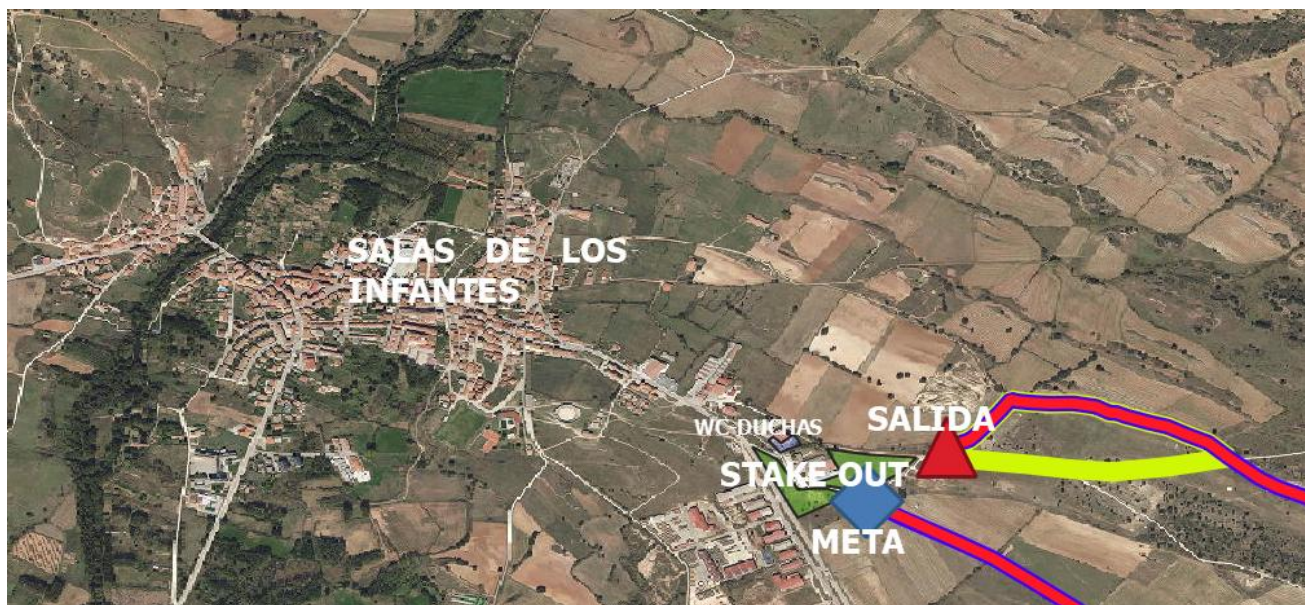 SALAS DE LOS
INFANTES
WC-DUCHAS
SALIDA
STAKE OUT
META